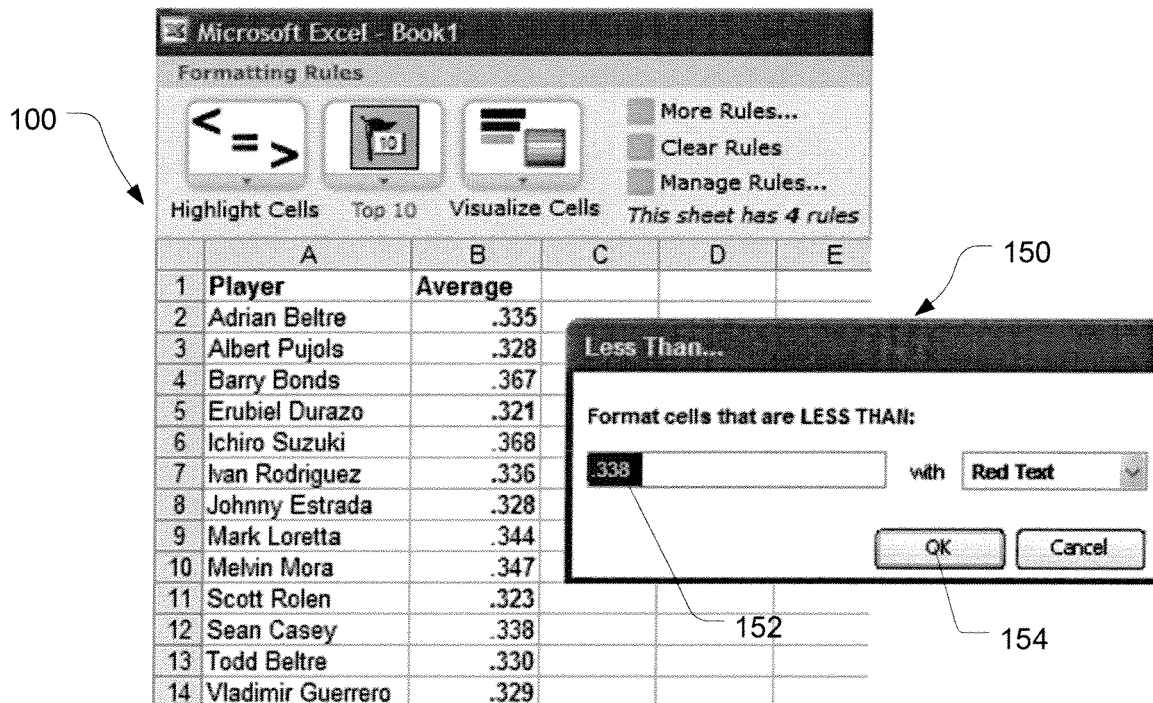 Microsoft Excel - Book1
Formatting Rules
100
< = >
10
More Rules...
Clear Rules
Manage Rules...
Highlight Cells Top 10 Visualize Cells This sheet has 4 rules
A B C D E
150
1 Player Average
2 Adrian Beltre .335
3 Albert Pujols .328
4 Barry Bonds .367
5 Erubiel Durazo .321
6 Ichiro Suzuki .368
7 Ivan Rodriguez .336
8 Johnny Estrada .328
9 Mark Loretta .344
10 Melvin Mora .347
11 Scott Rolen .323
12 Sean Casey .338
13 Todd Beltre .330
14 Vladimir Guerrero .329
Less Than...
Format cells that are LESS THAN:
.338 with Red Text
OK Cancel
152
154